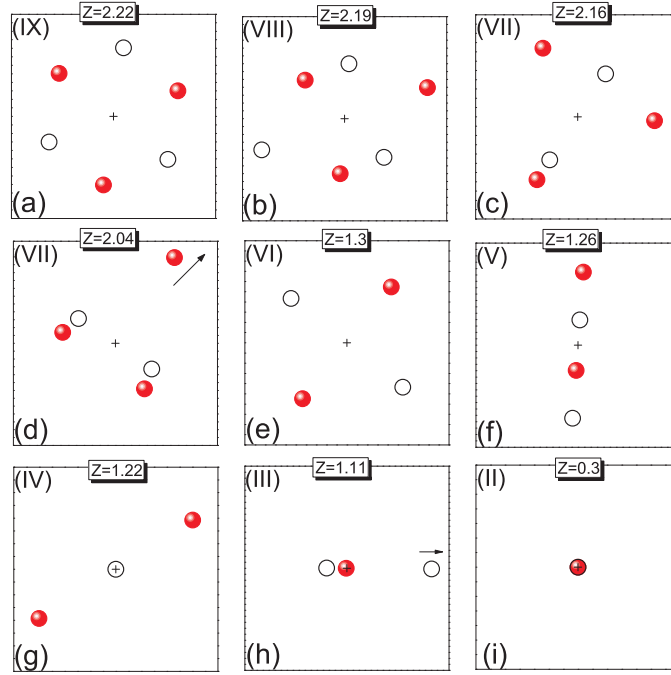 (IX) Z=2.22 (a)
(VIII) Z=2.19 (b)
(VII) Z=2.16 (c)
(VII) Z=2.04 (d)
(VI) Z=1.3 (e)
(V) Z=1.26 (f)
(IV) Z=1.22 (g)
(III) Z=1.11 (h)
(II) Z=0.3 (i)